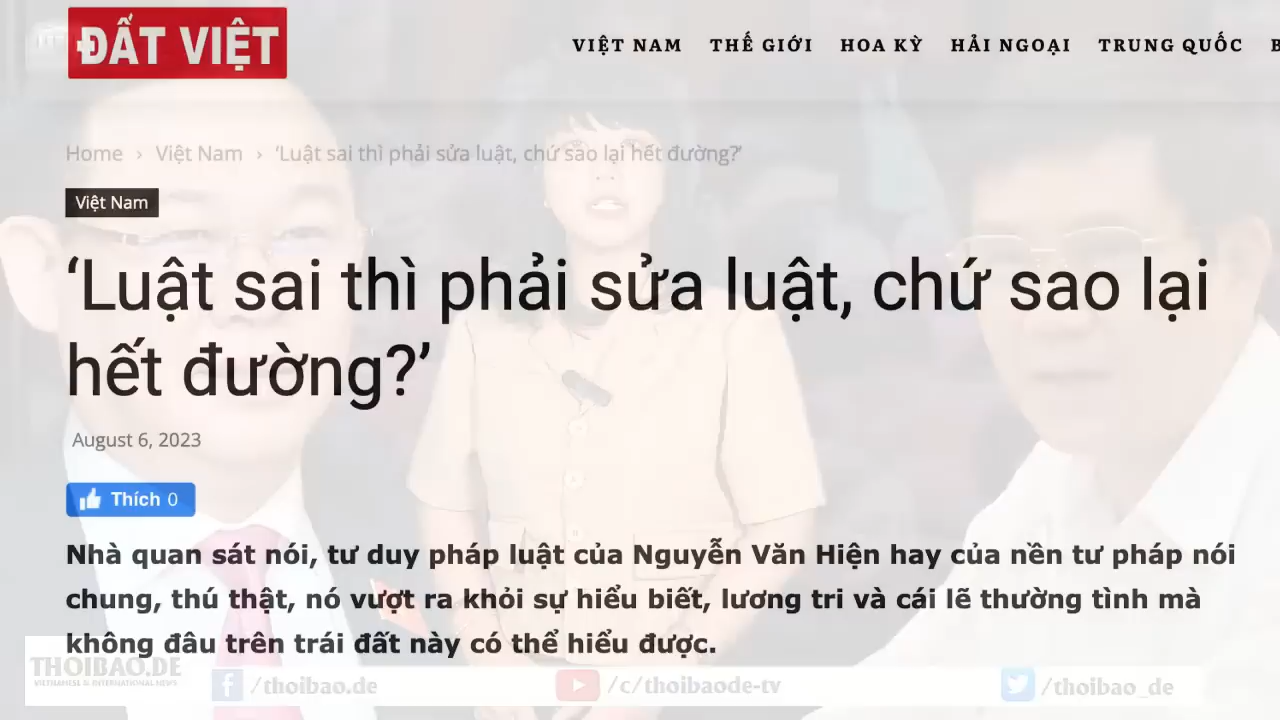 ĐẤT VIỆT
VIỆT NAM THẾ GIỚI HOA KỲ HẢI NGOẠI TRUNG QUỐC
Home › Việt Nam › ‘Luật sai thì phải sửa luật, chứ sao lại hết đường?’
Việt Nam
‘Luật sai thì phải sửa luật, chứ sao lại
hết đường?’
August 6, 2023
Thích 0
Nhà quan sát nói, tư duy pháp luật của Nguyễn Văn Hiện hay của nền tư pháp nói
chung, thú thật, nó vượt ra khỏi sự hiểu biết, lương tri và cái lẽ thường tình mà
không đâu trên trái đất này có thể hiểu được.
THOIBAO.DE
VIETNAMESE & INTERNATIONAL NEWS
/thoibao.de
/c/thoibaode-tv
/thoibao_de